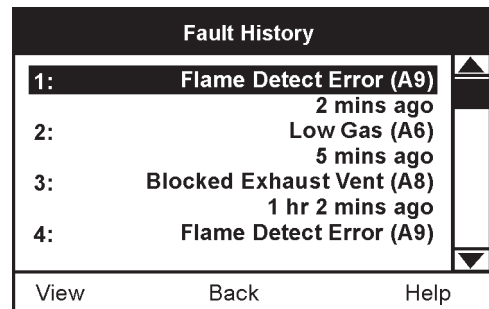 Fault History
1: Flame Detect Error (A9)
2 mins ago
2: Low Gas (A6)
5 mins ago
3: Blocked Exhaust Vent (A8)
1 hr 2 mins ago
4: Flame Detect Error (A9)
View Back Help